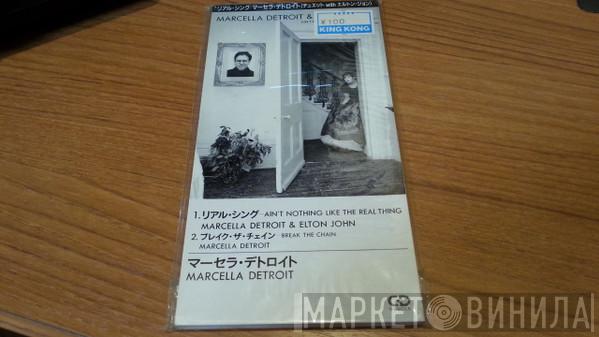 リアル・シング マーセラ・デトロイト(デュエット with エルトン・ジョン)
MARCELLA DETROIT &
¥100
KING KONG
1. リアル・シング—AIN'T NOTHING LIKE THE REAL THING
MARCELLA DETROIT & ELTON JOHN
2. ブレイク・ザ・チェイン—BREAK THE CHAIN
MARCELLA DETROIT
マーセラ・デトロイト
MARCELLA DETROIT
МАРКЕТ ВИНИЛА